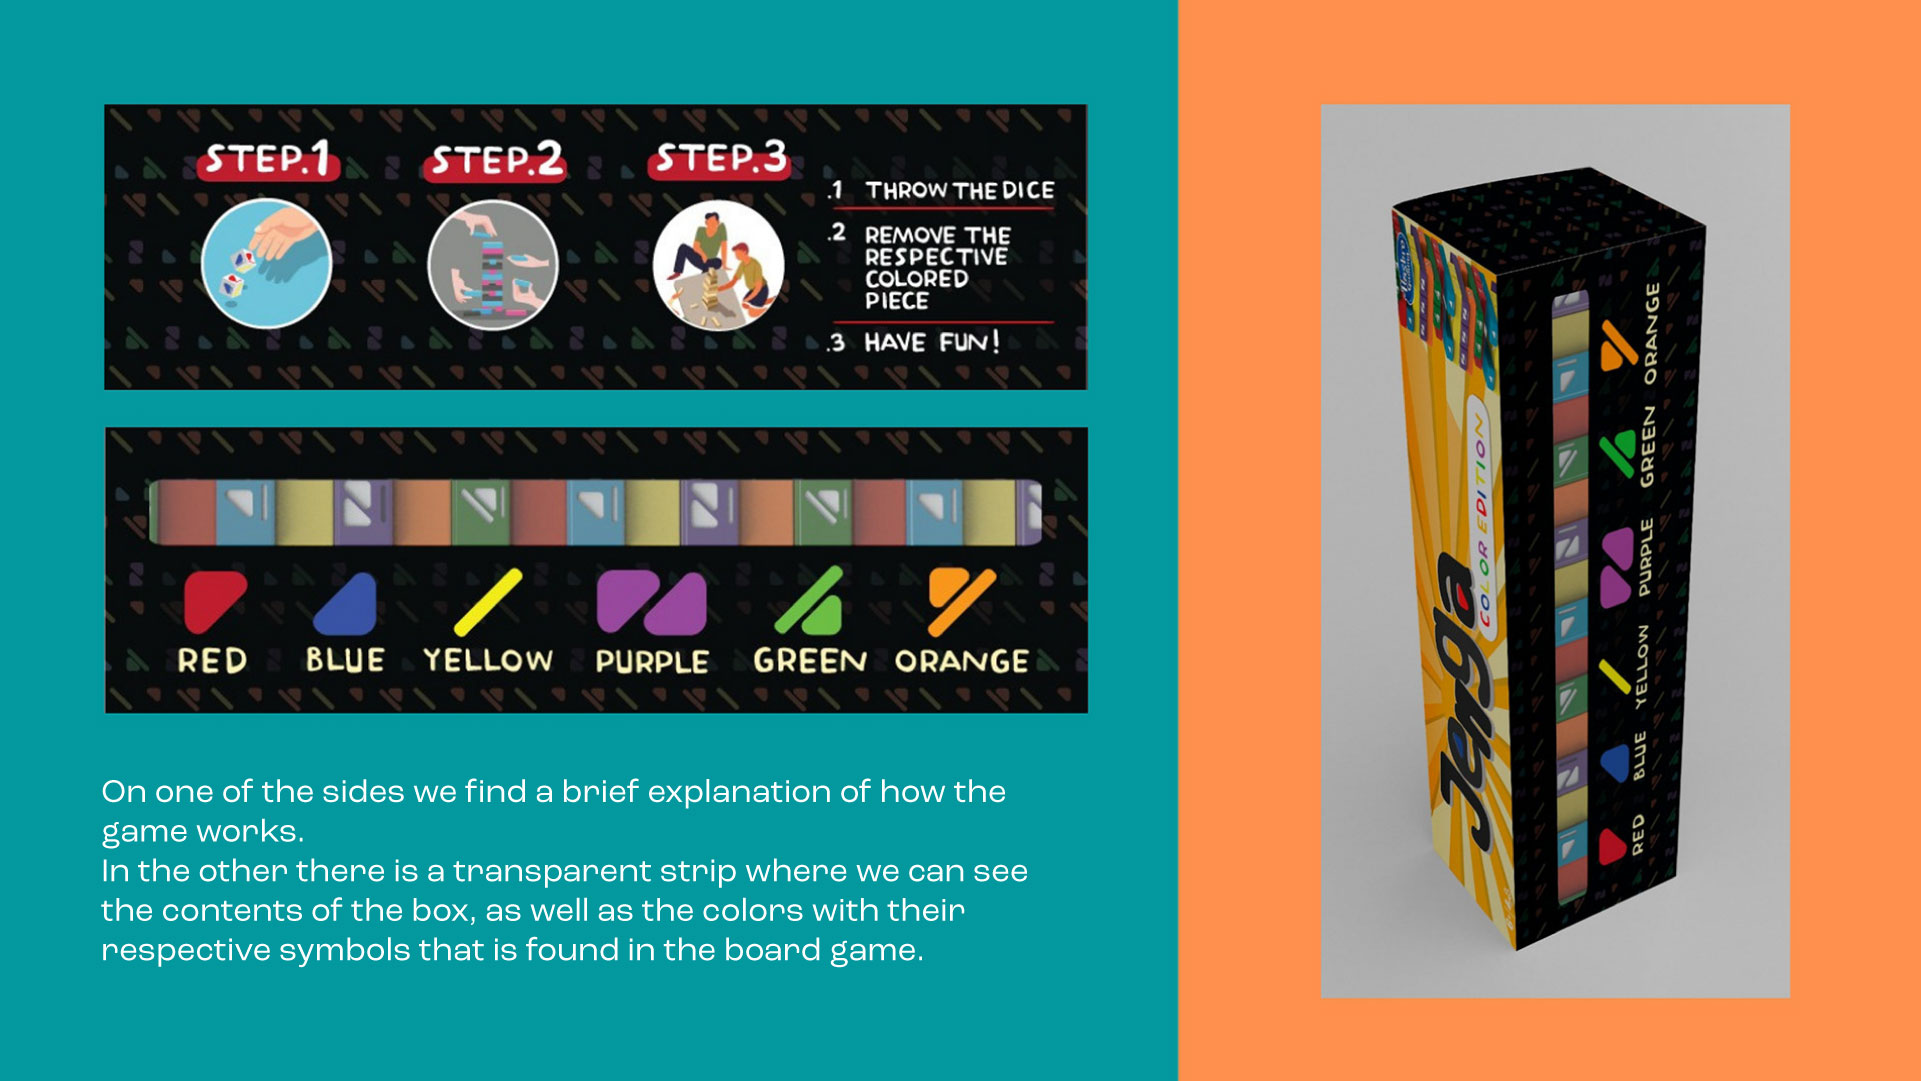 STEP.1
STEP.2
STEP.3
.1 THROW THE DICE
.2 REMOVE THE
RESPECTIVE
COLORED
PIECE
.3 HAVE FUN!
RED BLUE YELLOW PURPLE GREEN ORANGE
On one of the sides we find a brief explanation of how the
game works.
In the other there is a transparent strip where we can see
the contents of the box, as well as the colors with their
respective symbols that is found in the board game.
Jenga
COLOR EDITION
RED BLUE YELLOW PURPLE GREEN ORANGE